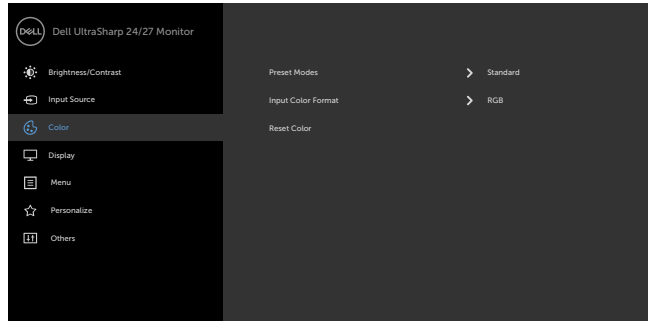 DELL Dell UltraSharp 24/27 Monitor
Brightness/Contrast
Preset Modes Standard
Input Source
Input Color Format RGB
Color
Reset Color
Display
Menu
Personalize
Others